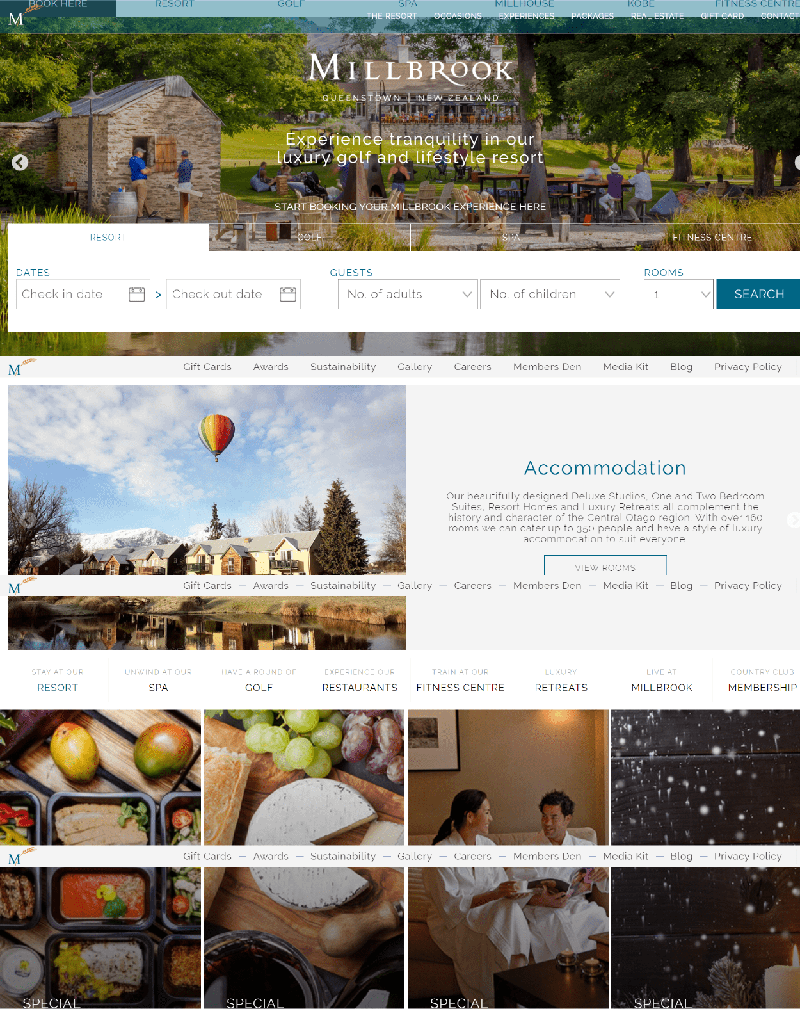 BOOK HERE RESORT GOLF SPA MILLHOUSE KOBE FITNESS CENTRE
M THE RESORT OCCASIONS EXPERIENCES PACKAGES REAL ESTATE GIFT CARD CONTACT
MILLBROOK
QUEENSTOWN | NEW ZEALAND
Experience tranquility in our
luxury golf and lifestyle resort
START BOOKING YOUR MILLBROOK EXPERIENCE HERE
RESORT GOLF SPA FITNESS CENTRE
DATES GUESTS ROOMS
Check in date > Check out date No. of adults No. of children 1 SEARCH
M Gift Cards Awards Sustainability Gallery Careers Members Den Media Kit Blog Privacy Policy
Accommodation
Our beautifully designed Deluxe Studios, One and Two Bedroom
Suites, Resort Homes and Luxury Retreats all complement the
history and character of the Central Otago region. With over 160
rooms we can cater up to 350 people and have a style of luxury
accommodation to suit everyone.
VIEW ROOMS
M Gift Cards — Awards — Sustainability — Gallery — Careers — Members Den — Media Kit — Blog — Privacy Policy
STAY AT OUR UNWIND AT OUR HAVE A ROUND OF EXPERIENCE OUR TRAIN AT OUR LUXURY LIVE AT COUNTRY CLUB
RESORT SPA GOLF RESTAURANTS FITNESS CENTRE RETREATS MILLBROOK MEMBERSHIP
M Gift Cards — Awards — Sustainability — Gallery — Careers — Members Den — Media Kit — Blog — Privacy Policy
SPECIAL SPECIAL SPECIAL SPECIAL